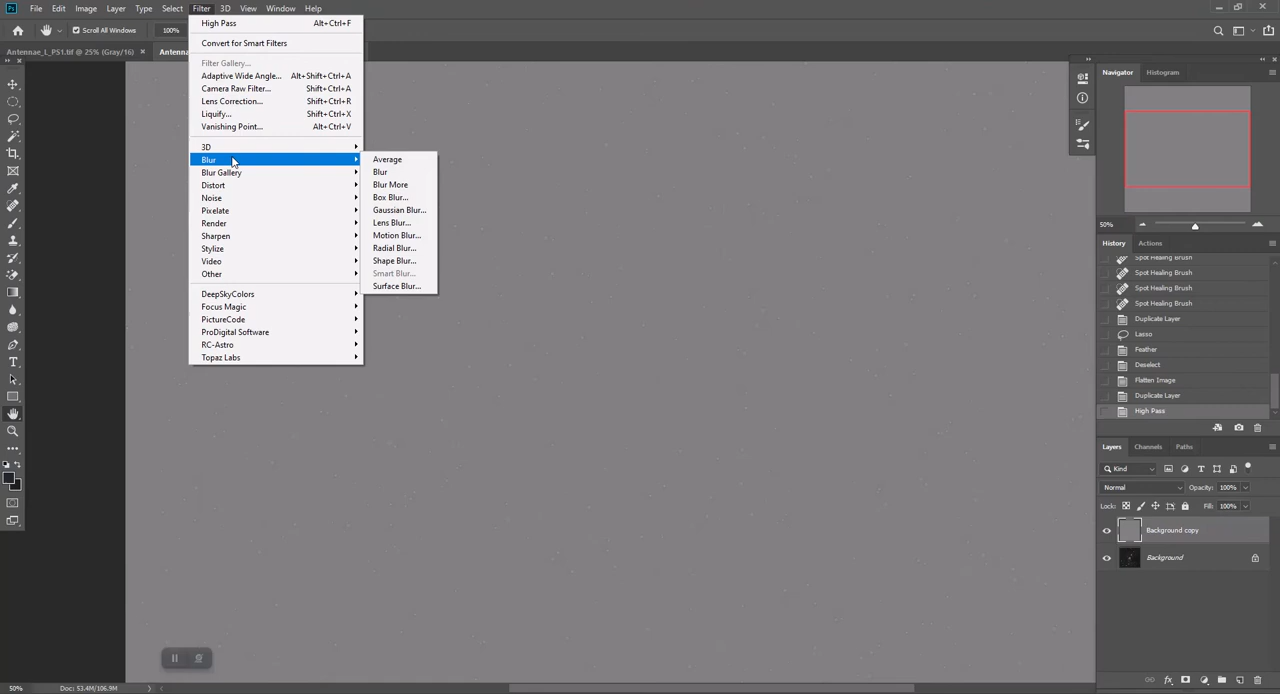 Ps File Edit Image Layer Type Select Filter 3D View Window Help
Scroll All Windows 100%
Antennae_L_PS1.tif @ 25% (Gray/16) × Antenna
High Pass Alt+Ctrl+F
Convert for Smart Filters
Filter Gallery...
Adaptive Wide Angle... Alt+Shift+Ctrl+A
Camera Raw Filter... Shift+Ctrl+A
Lens Correction... Shift+Ctrl+R
Liquify... Shift+Ctrl+X
Vanishing Point... Alt+Ctrl+V
3D
Blur
Blur Gallery
Distort
Noise
Pixelate
Render
Sharpen
Stylize
Video
Other
DeepSkyColors
Focus Magic
PictureCode
ProDigital Software
RC-Astro
Topaz Labs
Average
Blur
Blur More
Box Blur...
Gaussian Blur...
Lens Blur...
Motion Blur...
Radial Blur...
Shape Blur...
Smart Blur...
Surface Blur...
Navigator Histogram
50%
History Actions
Spot Healing Brush
Spot Healing Brush
Spot Healing Brush
Spot Healing Brush
Duplicate Layer
Lasso
Feather
Deselect
Flatten Image
Duplicate Layer
High Pass
Layers Channels Paths
Kind
Normal Opacity: 100%
Lock: Fill: 100%
Background copy
Background
50% Doc: 53.4M/106.9M